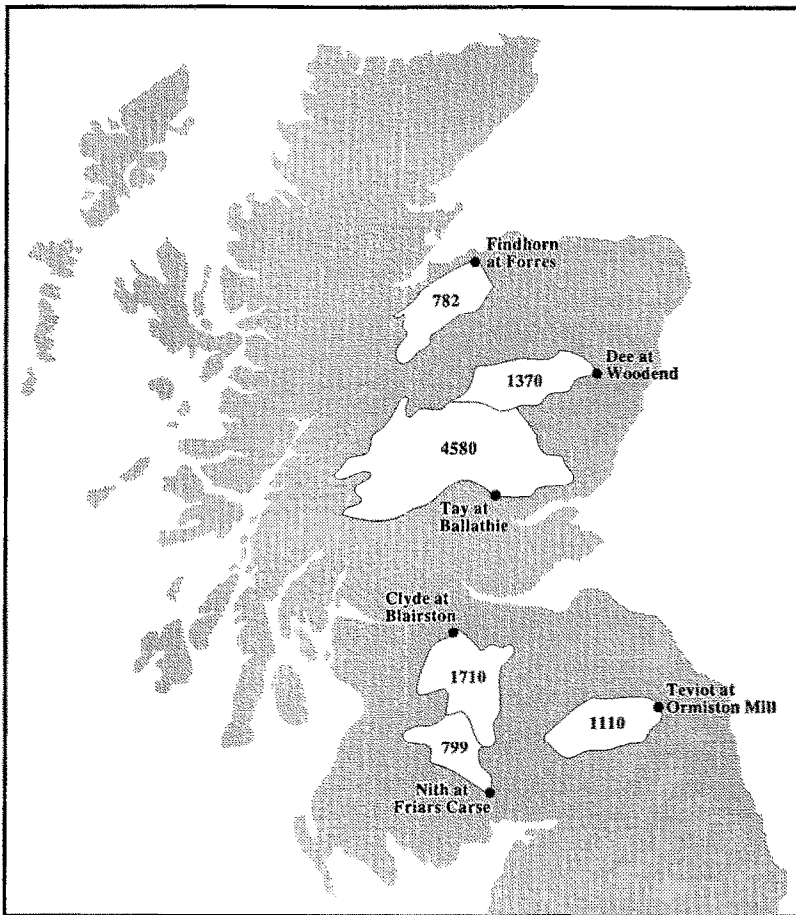 Findhorn
at Forres
782
Dee at
Woodend
1370
4580
Tay at
Ballathie
Clyde at
Blairston
1710
Teviot at
Ormiston Mill
1110
799
Nith at
Friars Carse